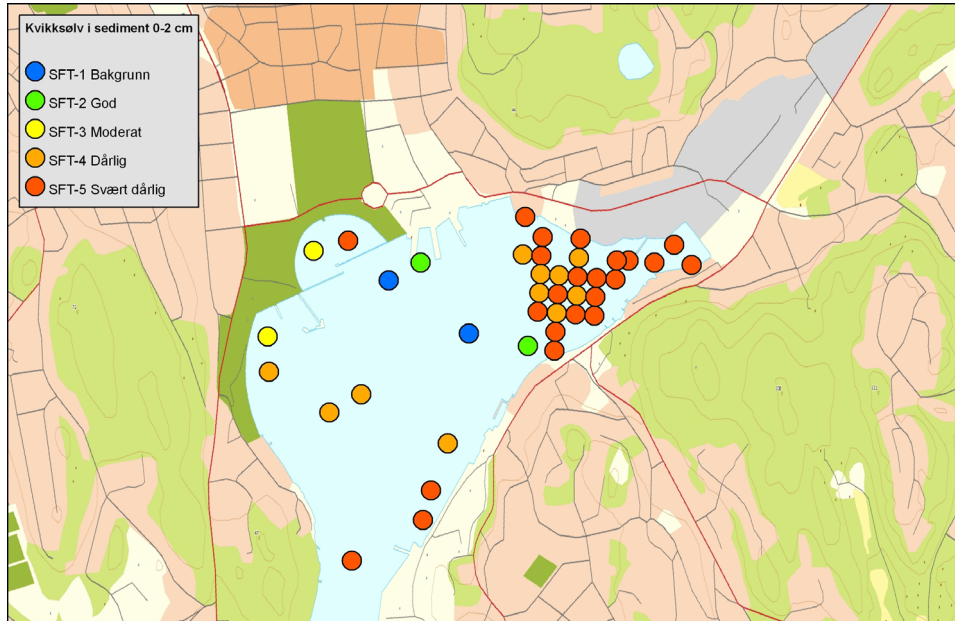 Kvikksølv i sediment 0-2 cm
SFT-1 Bakgrunn
SFT-2 God
SFT-3 Moderat
SFT-4 Dårlig
SFT-5 Svært dårlig